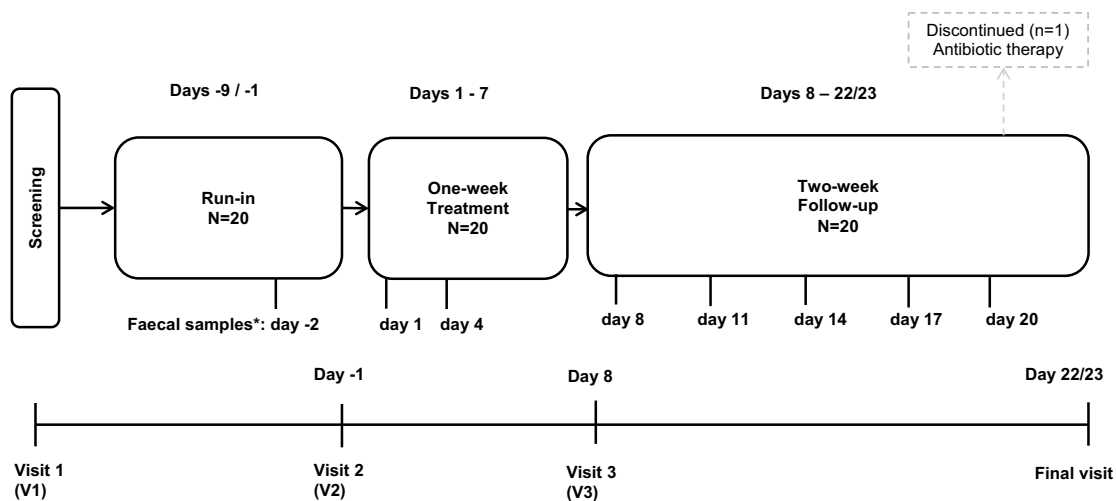 Discontinued (n=1)
Antibiotic therapy
Days -9 / -1
Days 1 - 7
Days 8 – 22/23
Screening
Run-in
N=20
One-week
Treatment
N=20
Two-week
Follow-up
N=20
Faecal samples*: day -2
day 1
day 4
day 8
day 11
day 14
day 17
day 20
Day -1
Day 8
Day 22/23
Visit 1
(V1)
Visit 2
(V2)
Visit 3
(V3)
Final visit